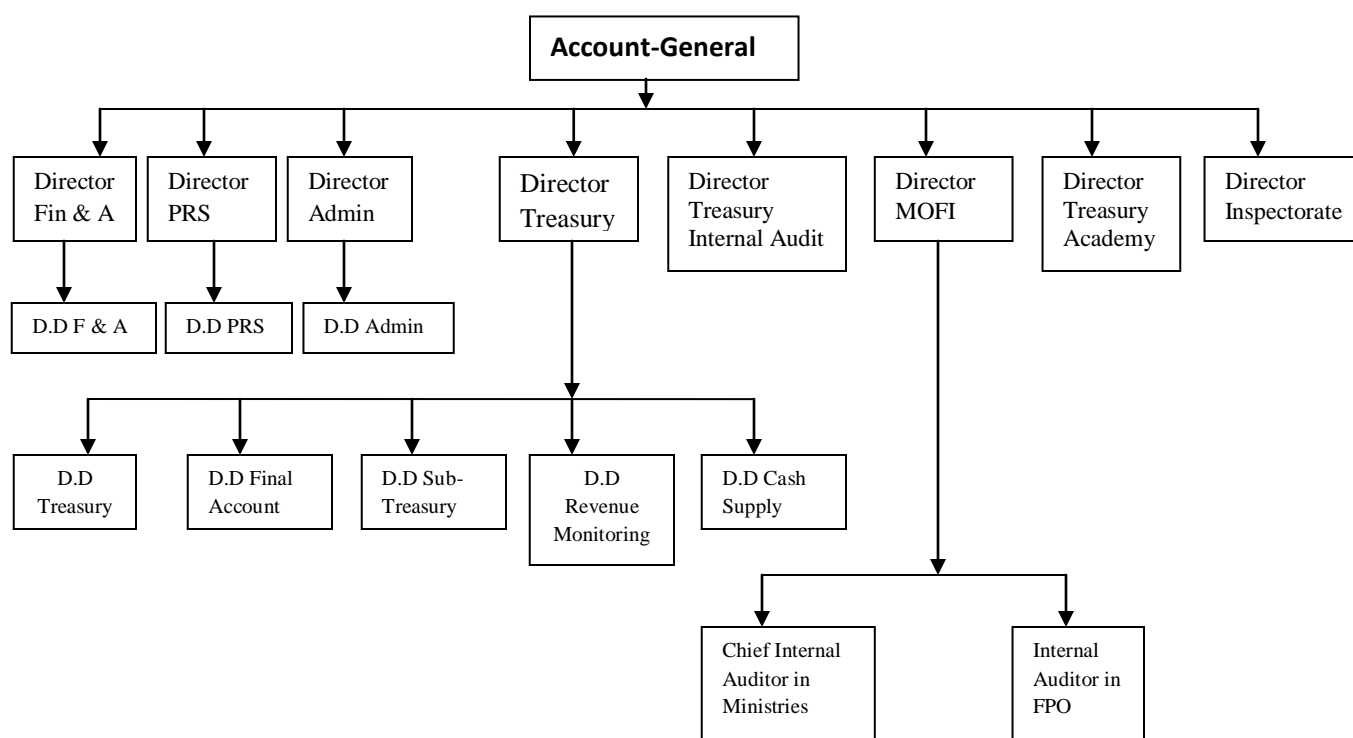 Account-General
Director
Fin & A
Director
PRS
Director
Admin
Director
Treasury
Director
Treasury
Internal Audit
Director
MOFI
Director
Treasury
Academy
Director
Inspectorate
D.D F & A
D.D PRS
D.D Admin
D.D
Treasury
D.D Final
Account
D.D Sub-
Treasury
D.D
Revenue
Monitoring
D.D Cash
Supply
Chief Internal
Auditor in
Ministries
Internal
Auditor in
FPO